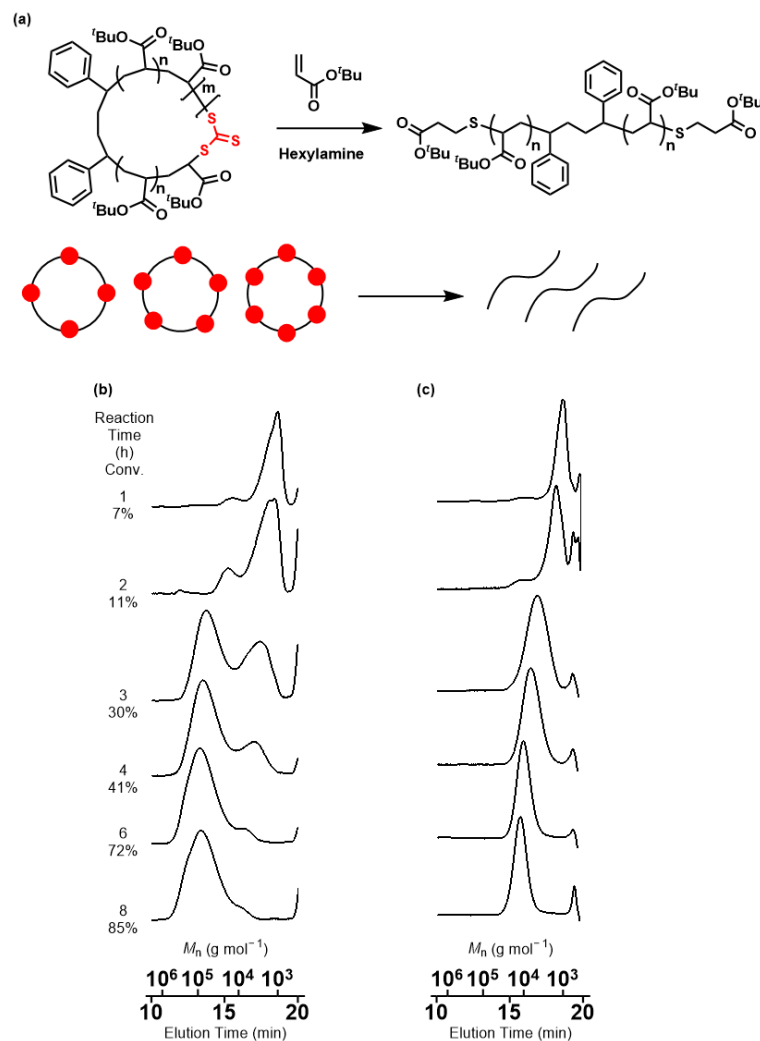 (a)
ᵗBuO
O
n
ᵗBuO
O
m
S
S
S
n
ᵗBuO
O
O
OᵗBu
O
OᵗBu
Hexylamine
O
OᵗBu
S
n
ᵗBuO
O
O
OᵗBu
n
S
O
OᵗBu
(b)
(c)
Reaction
Time
(h)
Conv.
1
7%
2
11%
3
30%
4
41%
6
72%
8
85%
Mn (g mol⁻¹)
Mn (g mol⁻¹)
10⁶ 10⁵ 10⁴ 10³
10⁶ 10⁵ 10⁴ 10³
10 15 20
10 15 20
Elution Time (min)
Elution Time (min)